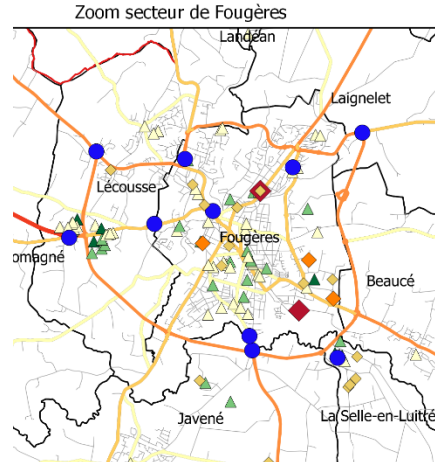 Zoom secteur de Fougères
Landéan
Laignelet
Lécousse
Fougères
omagné
Beaucé
Javené
La Selle-en-Luitré